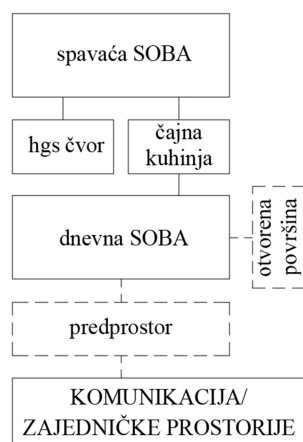 spavaća SOBA
hgs čvor
čajna
kuhinja
dnevna SOBA
otvorena
površina
predprostor
KOMUNIKACIJA/
ZAJEDNIČKE PROSTORIJE